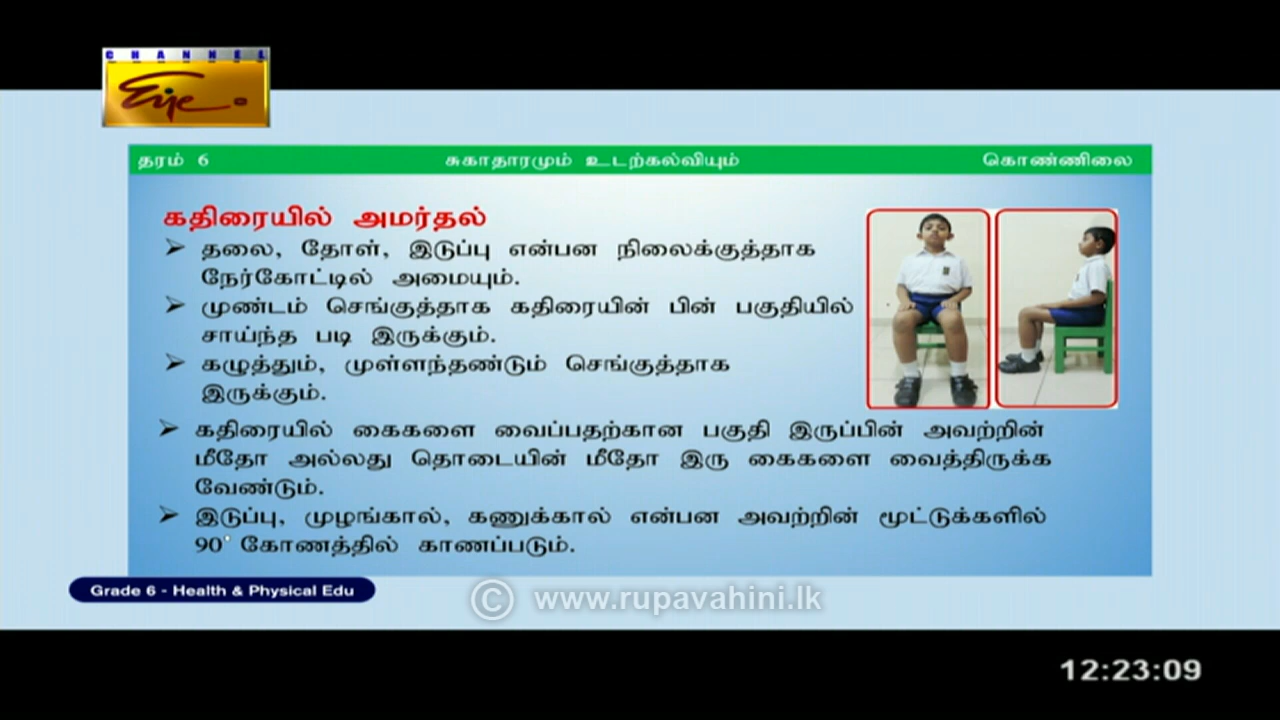 CHANNEL
Eye
தரம் 6 சுகாதாரமும் உடற்கல்வியும் கொண்ணிலை
கதிரையில் அமர்தல்
➢ தலை, தோள், இடுப்பு என்பன நிலைக்குத்தாக
நேர்கோட்டில் அமையும்.
➢ முண்டம் செங்குத்தாக கதிரையின் பின் பகுதியில்
சாய்ந்த படி இருக்கும்.
➢ கழுத்தும், முள்ளந்தண்டும் செங்குத்தாக
இருக்கும்.
➢ கதிரையில் கைகளை வைப்பதற்கான பகுதி இருப்பின் அவற்றின்
மீதோ அல்லது தொடையின் மீதோ இரு கைகளை வைத்திருக்க
வேண்டும்.
➢ இடுப்பு, முழங்கால், கணுக்கால் என்பன அவற்றின் மூட்டுக்களில்
90° கோணத்தில் காணப்படும்.
Grade 6 - Health & Physical Edu
© www.rupavahini.lk
12:23:09